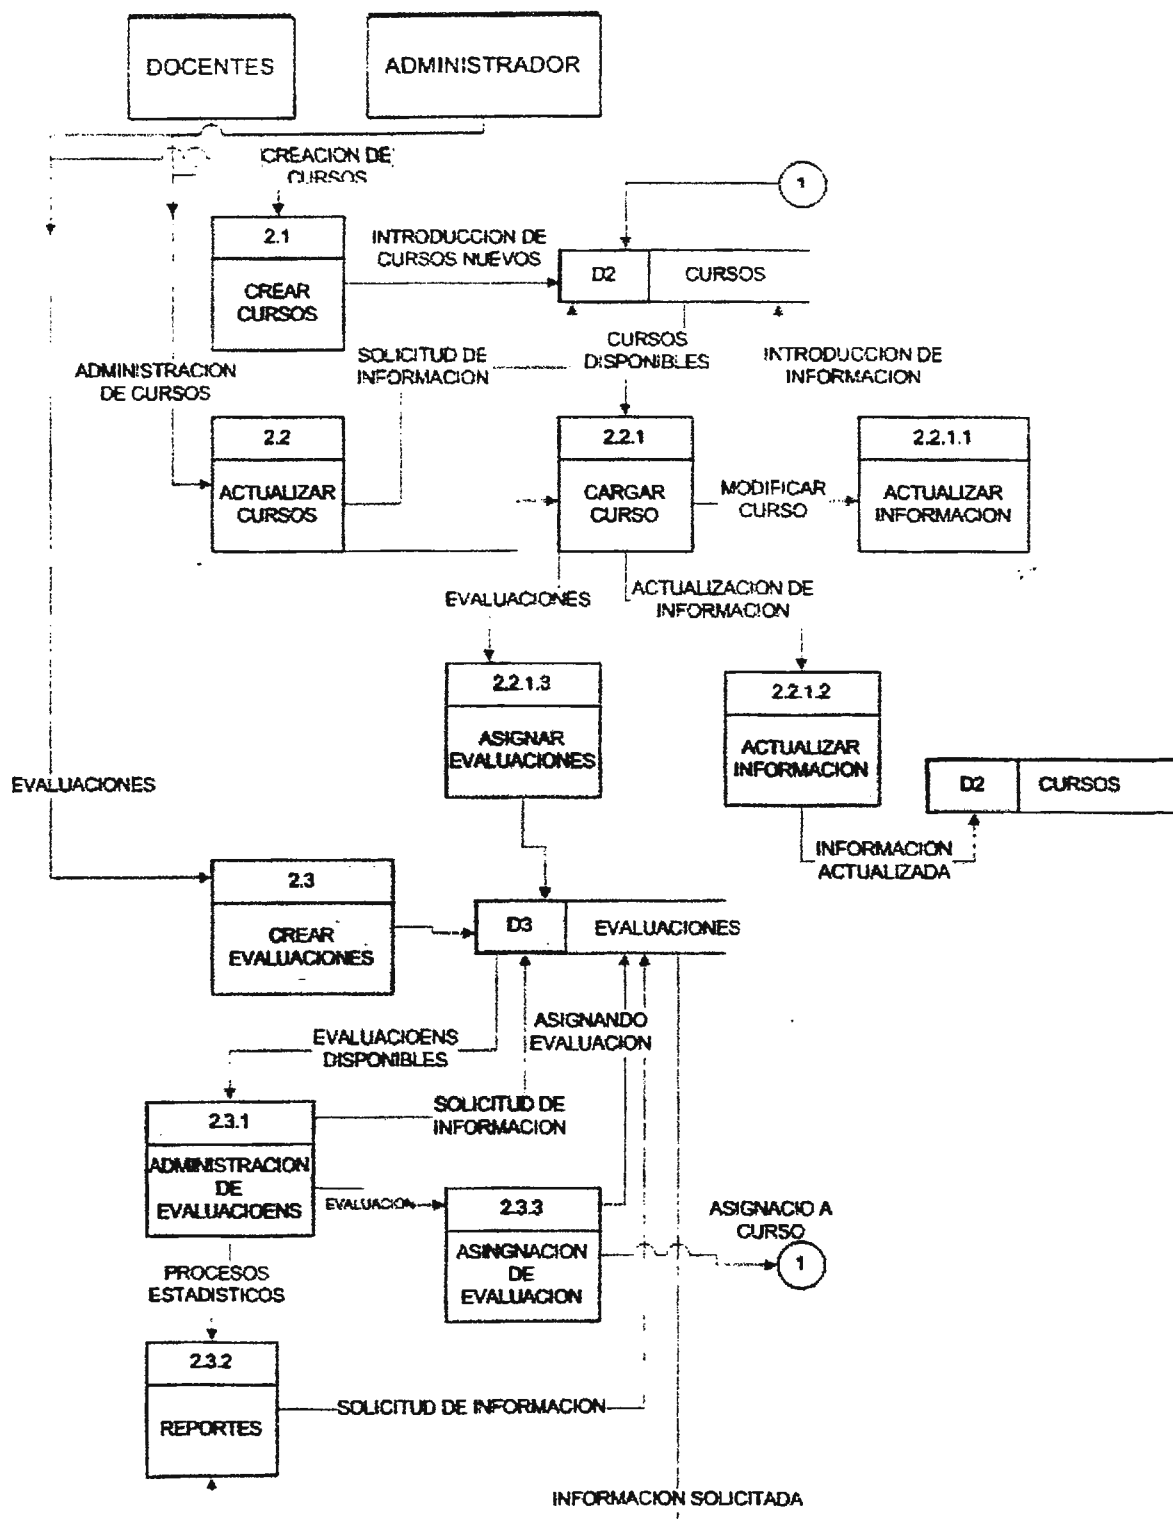 DOCENTES
ADMINISTRADOR
CREACION DE
CURSOS
1
2.1
CREAR
CURSOS
INTRODUCCION DE
CURSOS NUEVOS
D2
CURSOS
ADMINISTRACION
DE CURSOS
SOLICITUD DE
INFORMACION
CURSOS
DISPONIBLES
INTRODUCCION DE
INFORMACION
2.2
ACTUALIZAR
CURSOS
2.2.1
CARGAR
CURSO
MODIFICAR
CURSO
2.2.1.1
ACTUALIZAR
INFORMACION
EVALUACIONES
ACTUALIZACION DE
INFORMACION
2.2.1.3
ASIGNAR
EVALUACIONES
2.2.1.2
ACTUALIZAR
INFORMACION
D2
CURSOS
EVALUACIONES
INFORMACION
ACTUALIZADA
2.3
CREAR
EVALUACIONES
D3
EVALUACIONES
EVALUACIOENS
DISPONIBLES
ASIGNANDO
EVALUACION
2.3.1
ADMINISTRACION
DE
EVALUACIOENS
SOLICITUD DE
INFORMACION
EVALUACION
2.3.3
ASINGNACION
DE
EVALUACION
ASIGNACIO A
CURSO
1
PROCESOS
ESTADISTICOS
2.3.2
REPORTES
SOLICITUD DE INFORMACION
INFORMACION SOLICITADA